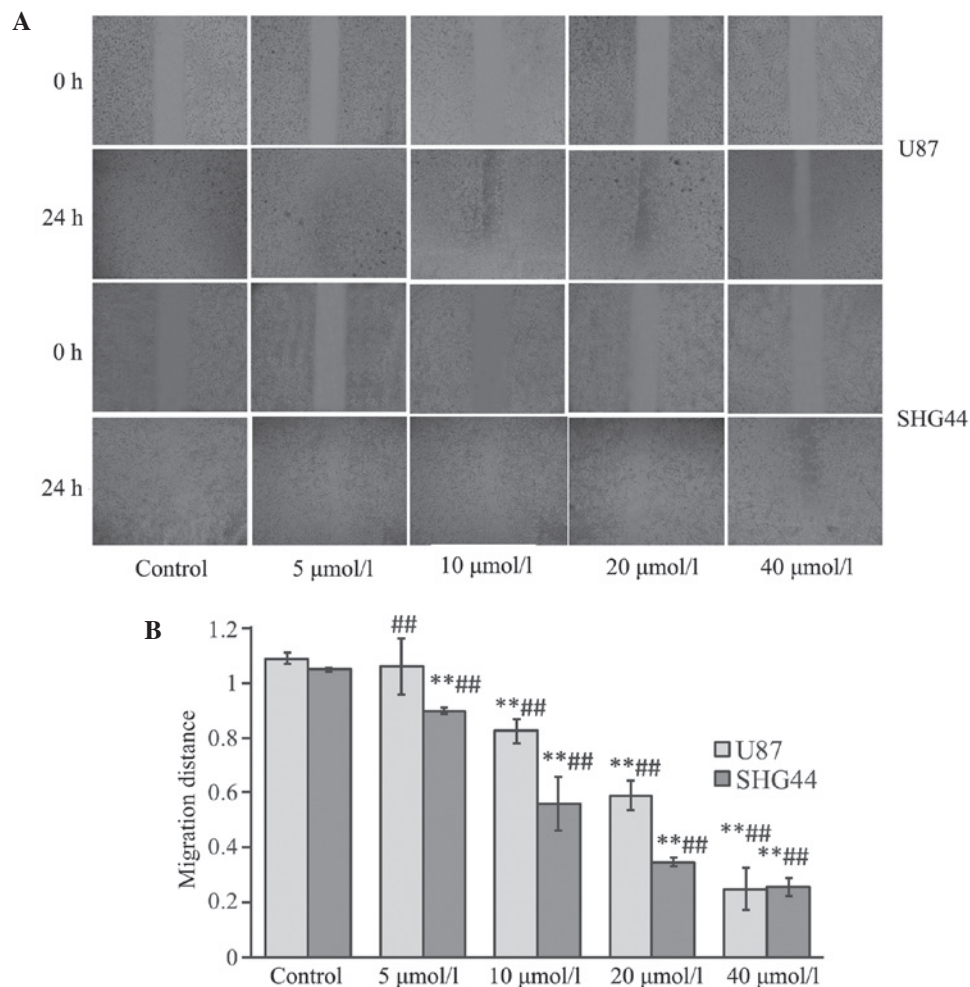 A
0 h
U87
24 h
0 h
SHG44
24 h
Control 5 μmol/l 10 μmol/l 20 μmol/l 40 μmol/l
B
Migration distance
1.2
1
0.8
0.6
0.4
0.2
0
##
**##
**##
**##
**##
**##
**##
**##
U87
SHG44
Control 5 μmol/l 10 μmol/l 20 μmol/l 40 μmol/l